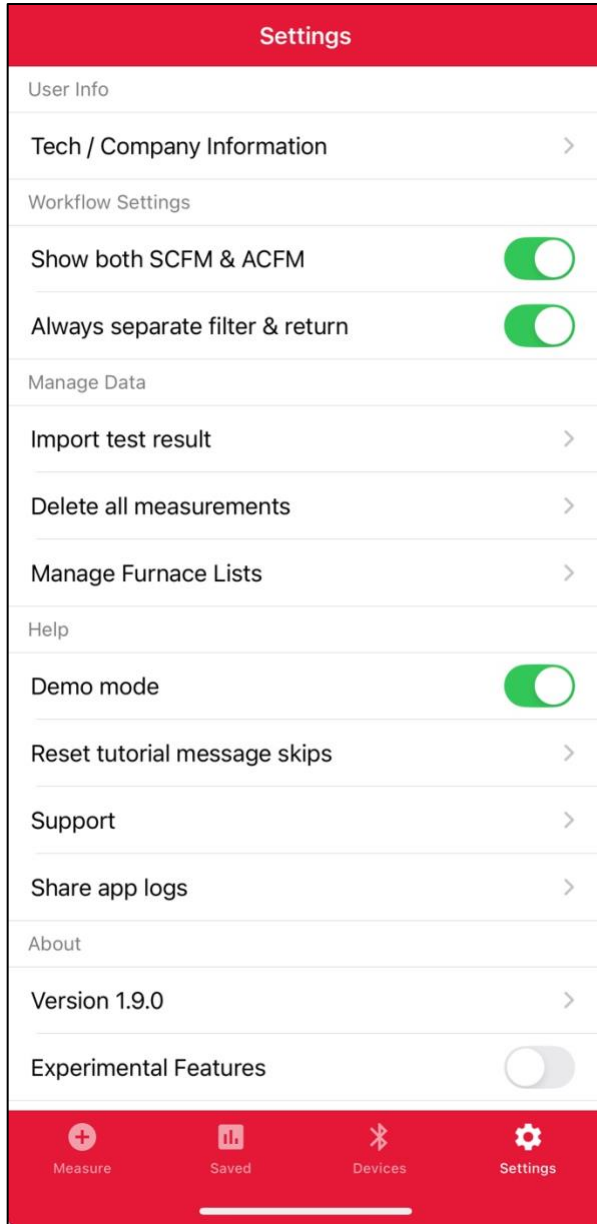 Settings
User Info
Tech / Company Information
Workflow Settings
Show both SCFM & ACFM
Always separate filter & return
Manage Data
Import test result
Delete all measurements
Manage Furnace Lists
Help
Demo mode
Reset tutorial message skips
Support
Share app logs
About
Version 1.9.0
Experimental Features
Measure Saved Devices Settings